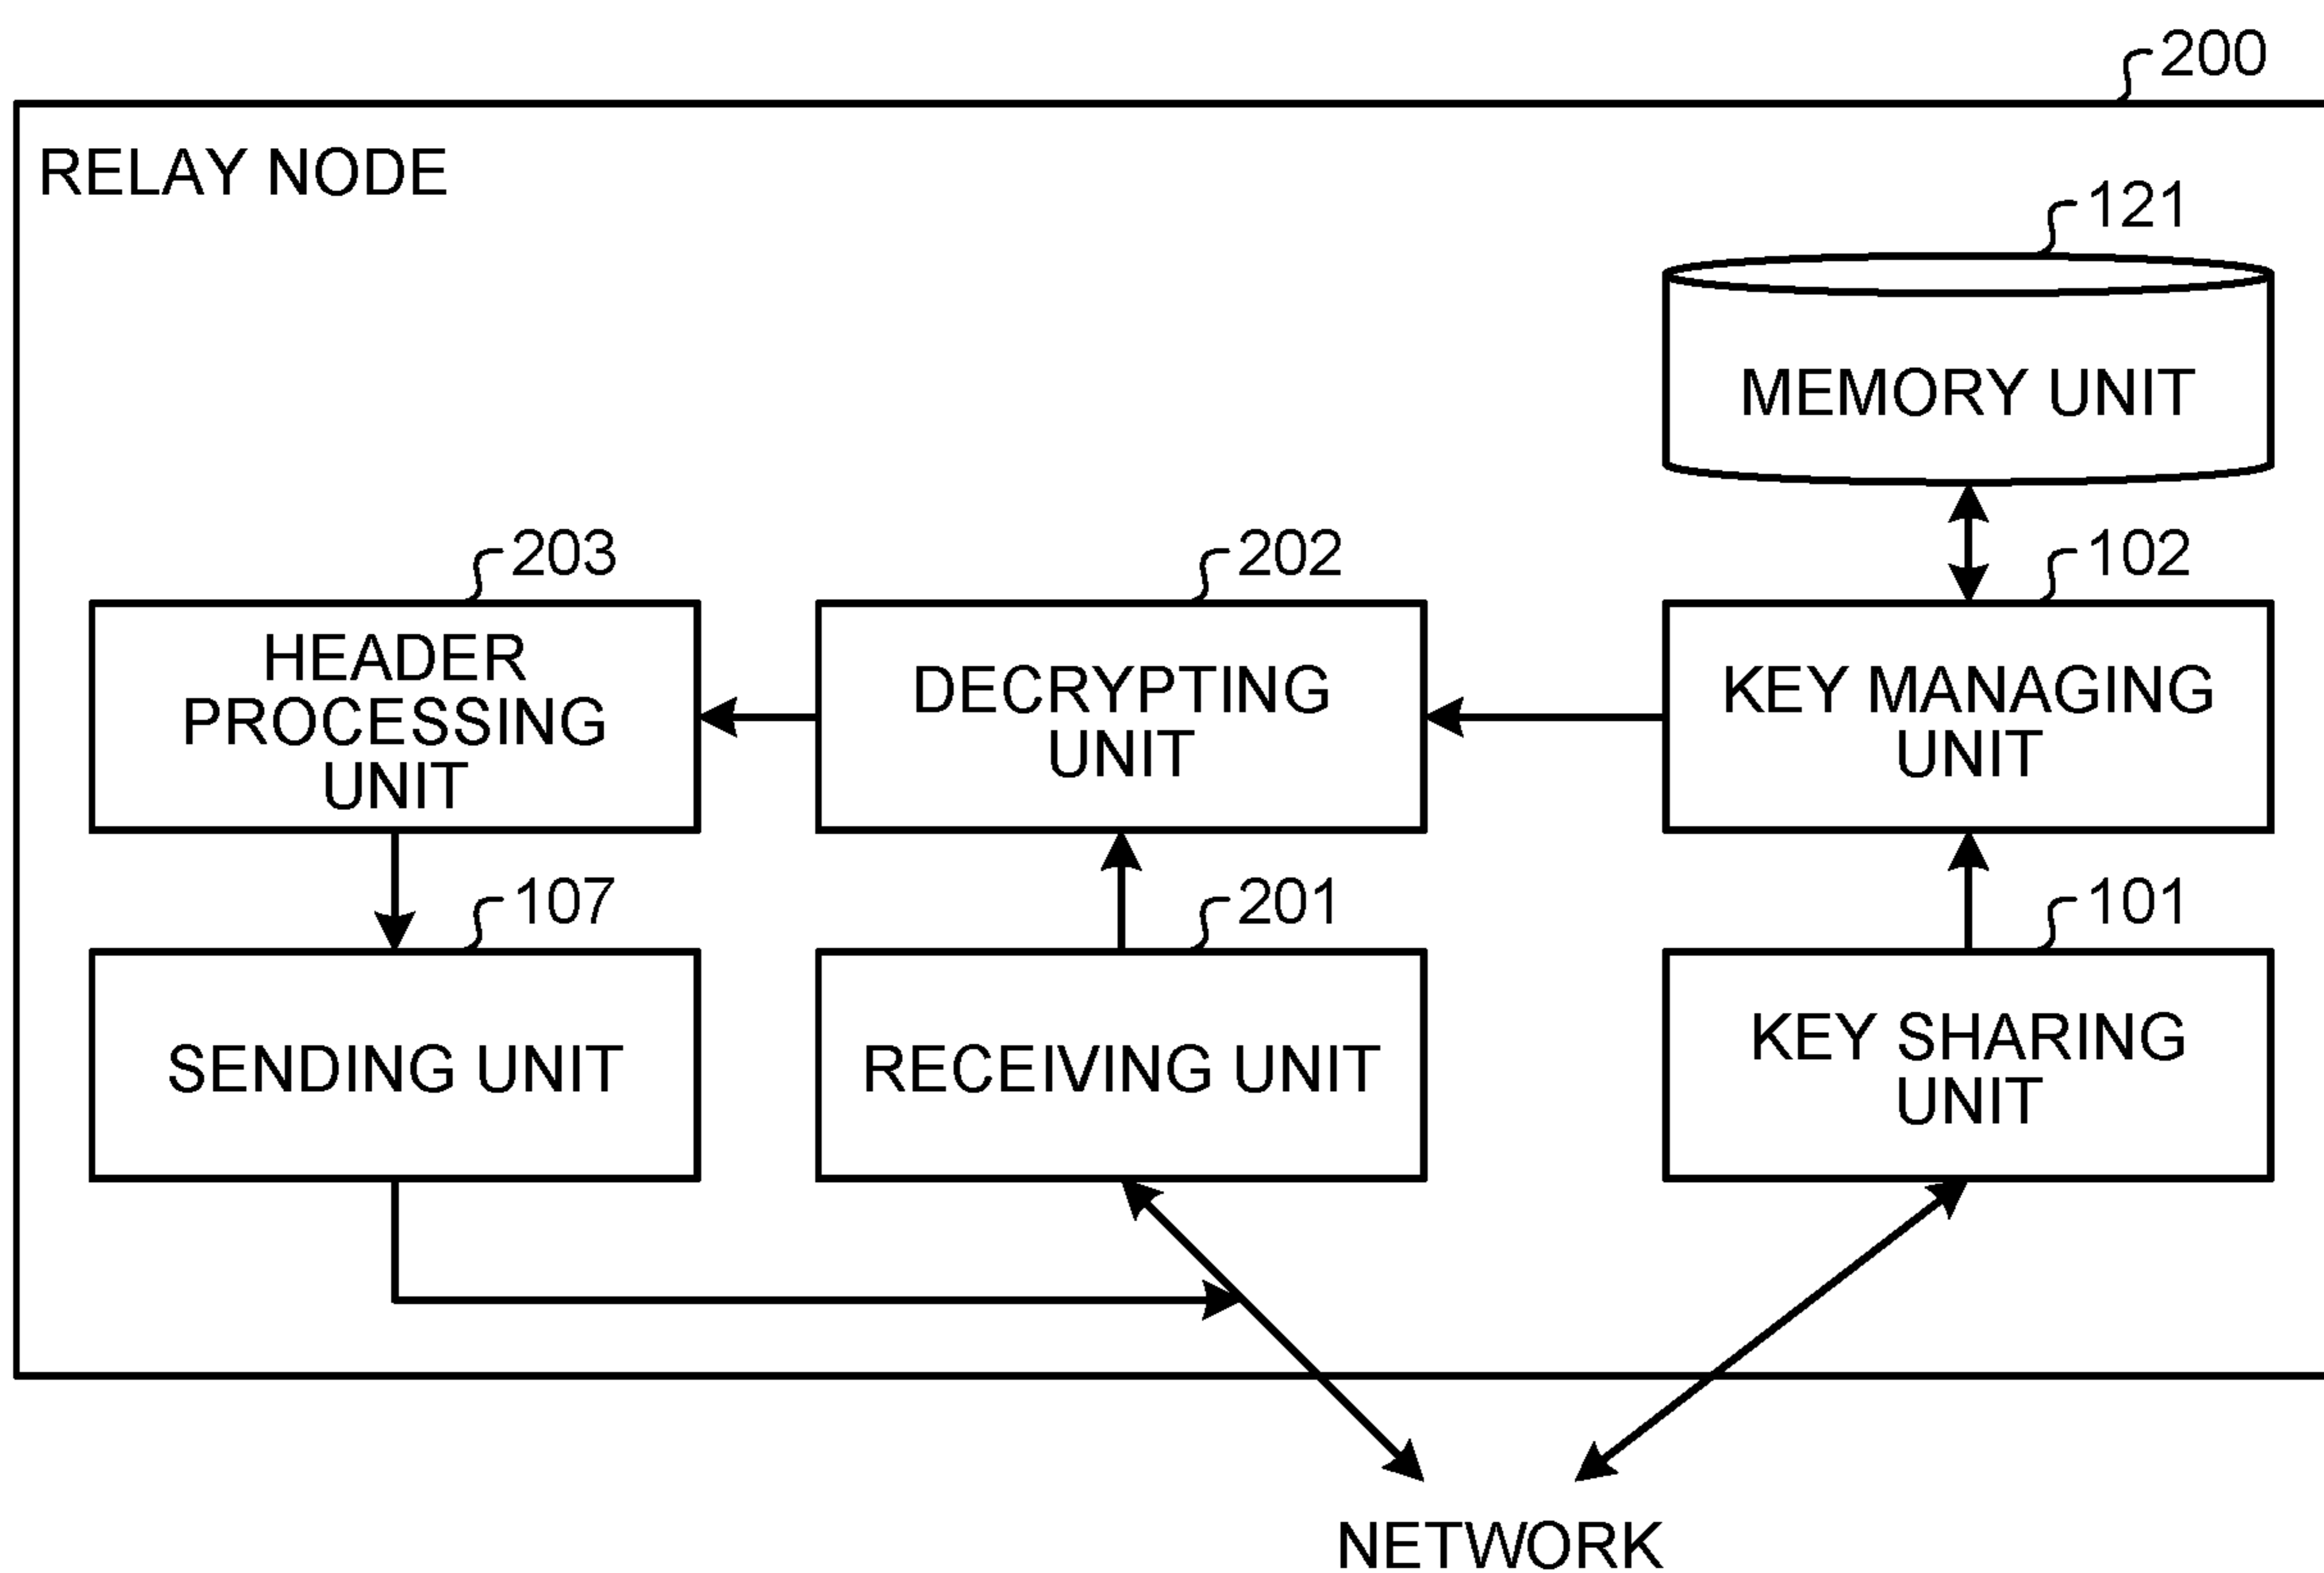 200
RELAY NODE
121
MEMORY UNIT
203
202
102
HEADER
PROCESSING
UNIT
DECRYPTING
UNIT
KEY MANAGING
UNIT
107
201
101
SENDING UNIT
RECEIVING UNIT
KEY SHARING
UNIT
NETWORK